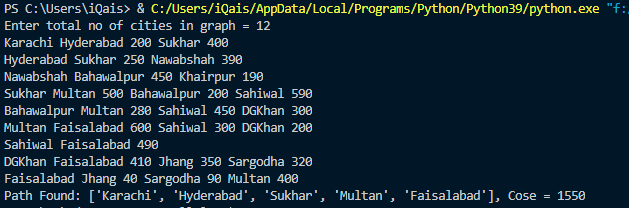 PS C:\Users\iQais> & C:/Users/iQais/AppData/Local/Programs/Python/Python39/python.exe "f:/
Enter total no of cities in graph = 12
Karachi Hyderabad 200 Sukhar 400
Hyderabad Sukhar 250 Nawabshah 390
Nawabshah Bahawalpur 450 Khairpur 190
Sukhar Multan 500 Bahawalpur 200 Sahiwal 590
Bahawalpur Multan 280 Sahiwal 450 DGKhan 300
Multan Faisalabad 600 Sahiwal 300 DGKhan 200
Sahiwal Faisalabad 490
DGKhan Faisalabad 410 Jhang 350 Sargodha 320
Faisalabad Jhang 40 Sargodha 90 Multan 400
Path Found: ['Karachi', 'Hyderabad', 'Sukhar', 'Multan', 'Faisalabad'], Cose = 1550